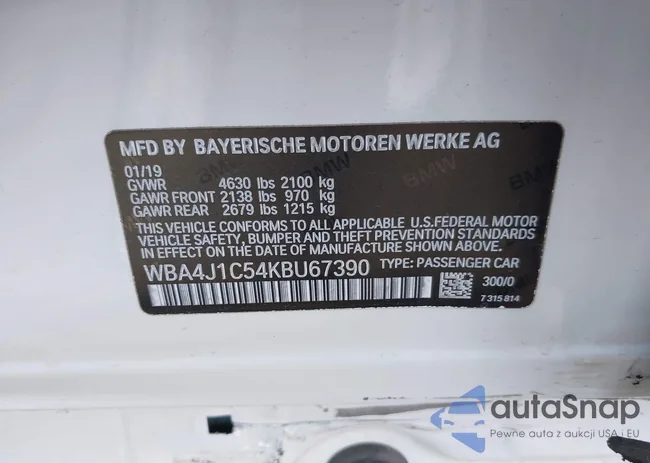 MFD BY BAYERISCHE MOTOREN WERKE AG
01/19
GVWR 4630 lbs 2100 kg
GAWR FRONT 2138 lbs 970 kg
GAWR REAR 2679 lbs 1215 kg
THIS VEHICLE CONFORMS TO ALL APPLICABLE U.S.FEDERAL MOTOR
VEHICLE SAFETY, BUMPER AND THEFT PREVENTION STANDARDS
IN EFFECT ON THE DATE OF MANUFACTURE SHOWN ABOVE.
WBA4J1C54KBU67390 TYPE: PASSENGER CAR
300/0
7 315 814
BMW
autoSnap
Pewne auto z aukcji USA i EU